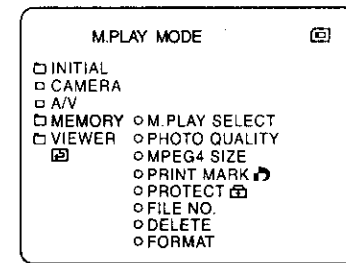 M.PLAY MODE
INITIAL
CAMERA
A/V
MEMORY M.PLAY SELECT
VIEWER PHOTO QUALITY
MPEG4 SIZE
PRINT MARK
PROTECT
FILE NO.
DELETE
FORMAT